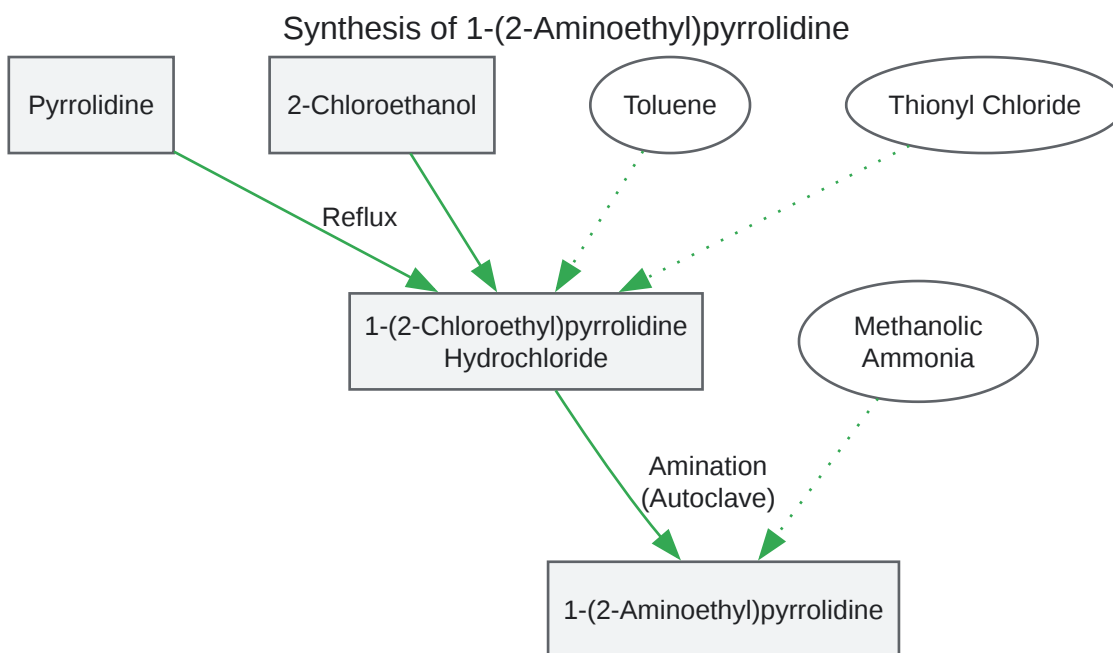 Synthesis of 1-(2-Aminoethyl)pyrrolidine
Pyrrolidine
2-Chloroethanol
Toluene
Thionyl Chloride
Reflux
1-(2-Chloroethyl)pyrrolidine
Hydrochloride
Methanolic
Ammonia
Amination
(Autoclave)
1-(2-Aminoethyl)pyrrolidine